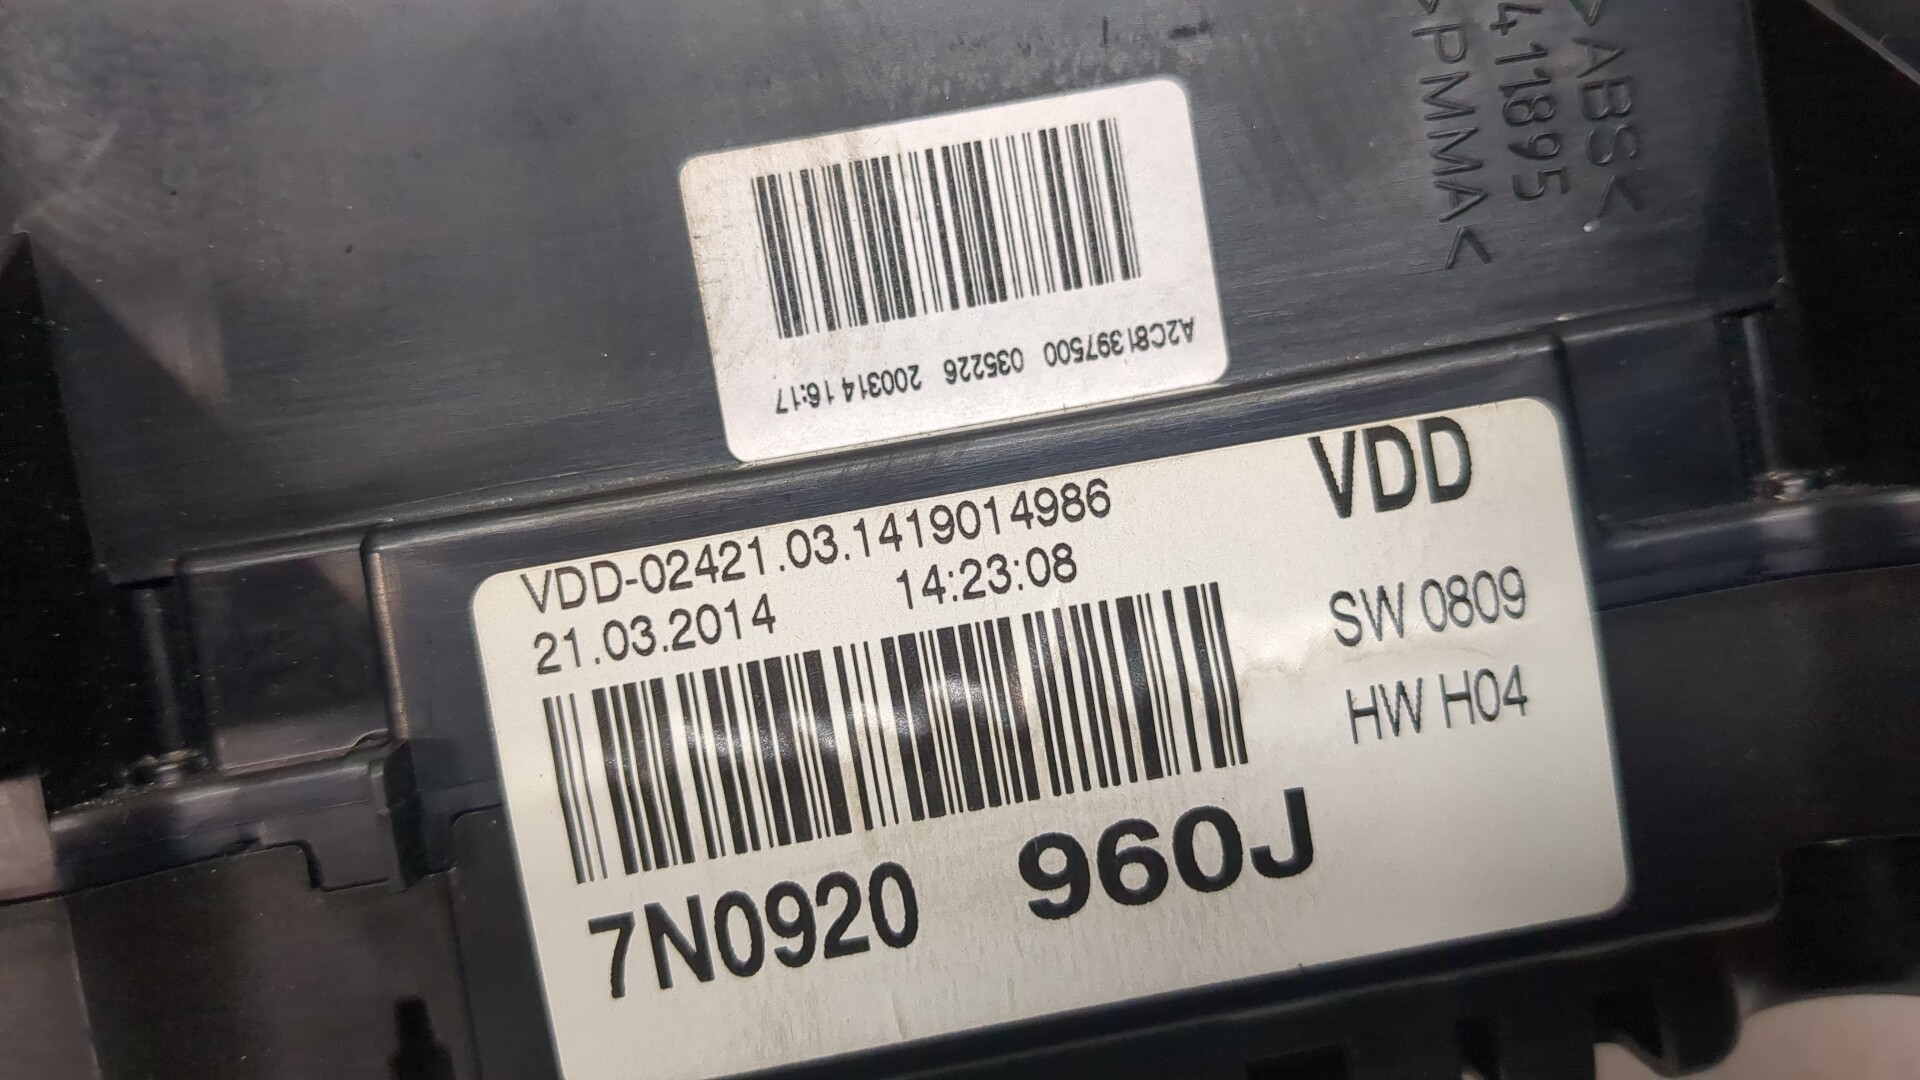 >ABS<
411895
>PMMA<
A2C81397500 035226 200314 16:17
VDD-02421.03.1419014986
21.03.2014 14:23:08
VDD
SW 0809
HW H04
7N0920 960J